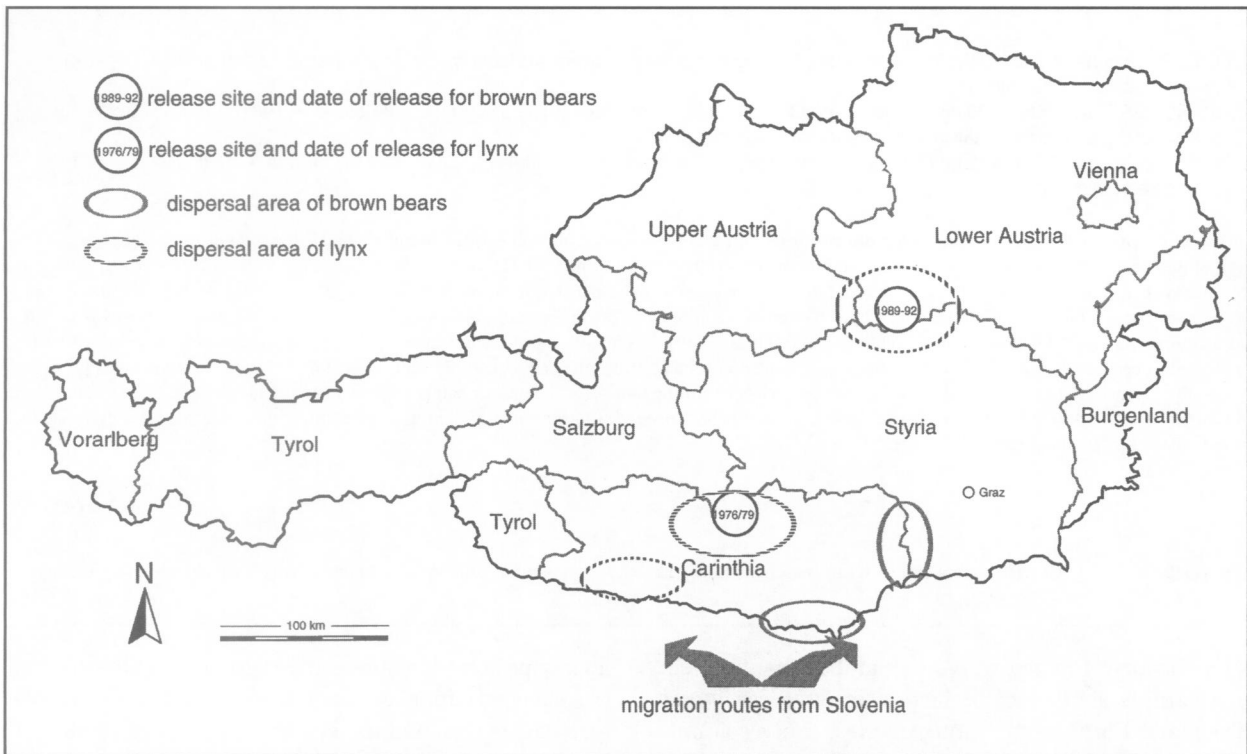 1989-92 release site and date of release for brown bears
1976/79 release site and date of release for lynx
dispersal area of brown bears
dispersal area of lynx
Vienna
Upper Austria
Lower Austria
1989-92
Vorarlberg
Tyrol
Salzburg
Styria
Burgenland
Graz
Tyrol
1976/79
Carinthia
N
100 km
migration routes from Slovenia